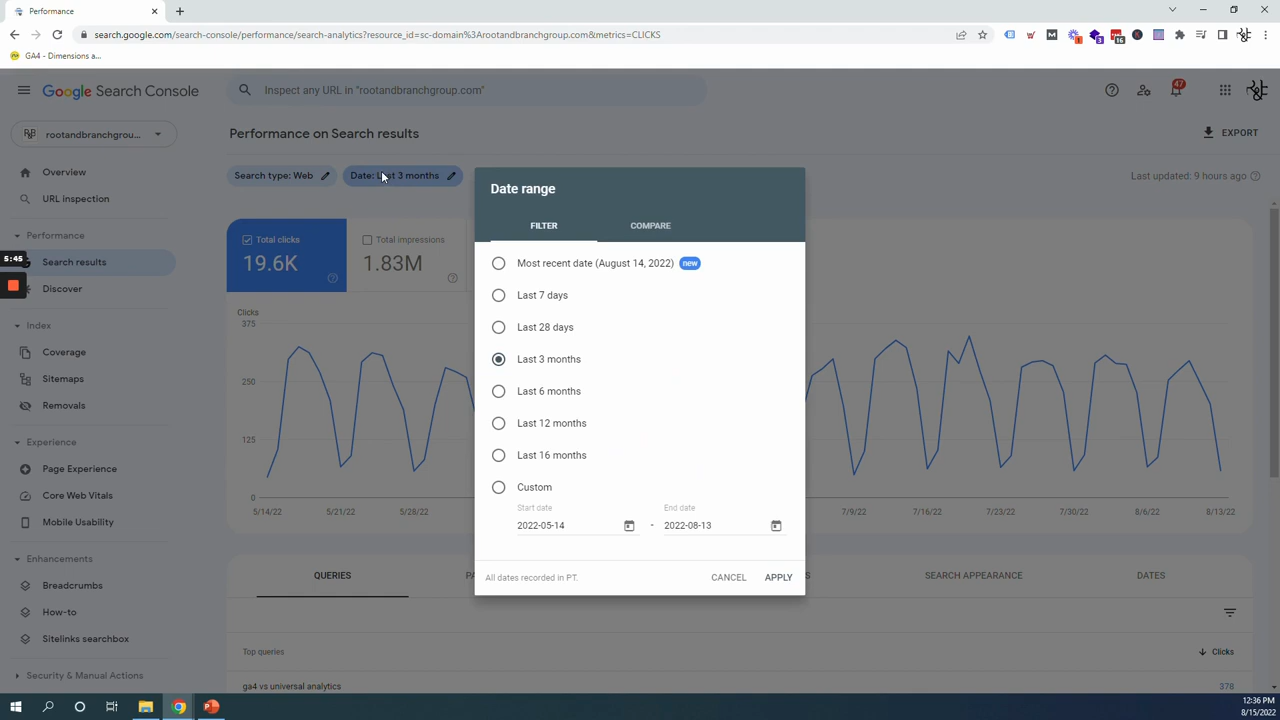 Performance
search.google.com/search-console/performance/search-analytics?resource_id=sc-domain%3Arootandbranchgroup.com&metrics=CLICKS
GA4 - Dimensions a...
Google Search Console
Inspect any URL in "rootandbranchgroup.com"
47
rootandbranchgrou...
Performance on Search results
EXPORT
Search type: Web
Date: Last 3 months
Last updated: 9 hours ago
Overview
URL inspection
Performance
Search results
Discover
Index
Coverage
Sitemaps
Removals
Experience
Page Experience
Core Web Vitals
Mobile Usability
Enhancements
Breadcrumbs
How-to
Sitelinks searchbox
Security & Manual Actions
5:45
Total clicks
19.6K
Total impressions
1.83M
Clicks
375
250
125
0
5/14/22
5/21/22
5/28/22
7/9/22
7/16/22
7/23/22
7/30/22
8/6/22
8/13/22
Date range
FILTER
COMPARE
Most recent date (August 14, 2022)
new
Last 7 days
Last 28 days
Last 3 months
Last 6 months
Last 12 months
Last 16 months
Custom
Start date
2022-05-14
-
End date
2022-08-13
All dates recorded in PT.
CANCEL
APPLY
QUERIES
SEARCH APPEARANCE
DATES
Top queries
Clicks
ga4 vs universal analytics
378
12:36 PM
8/15/2022